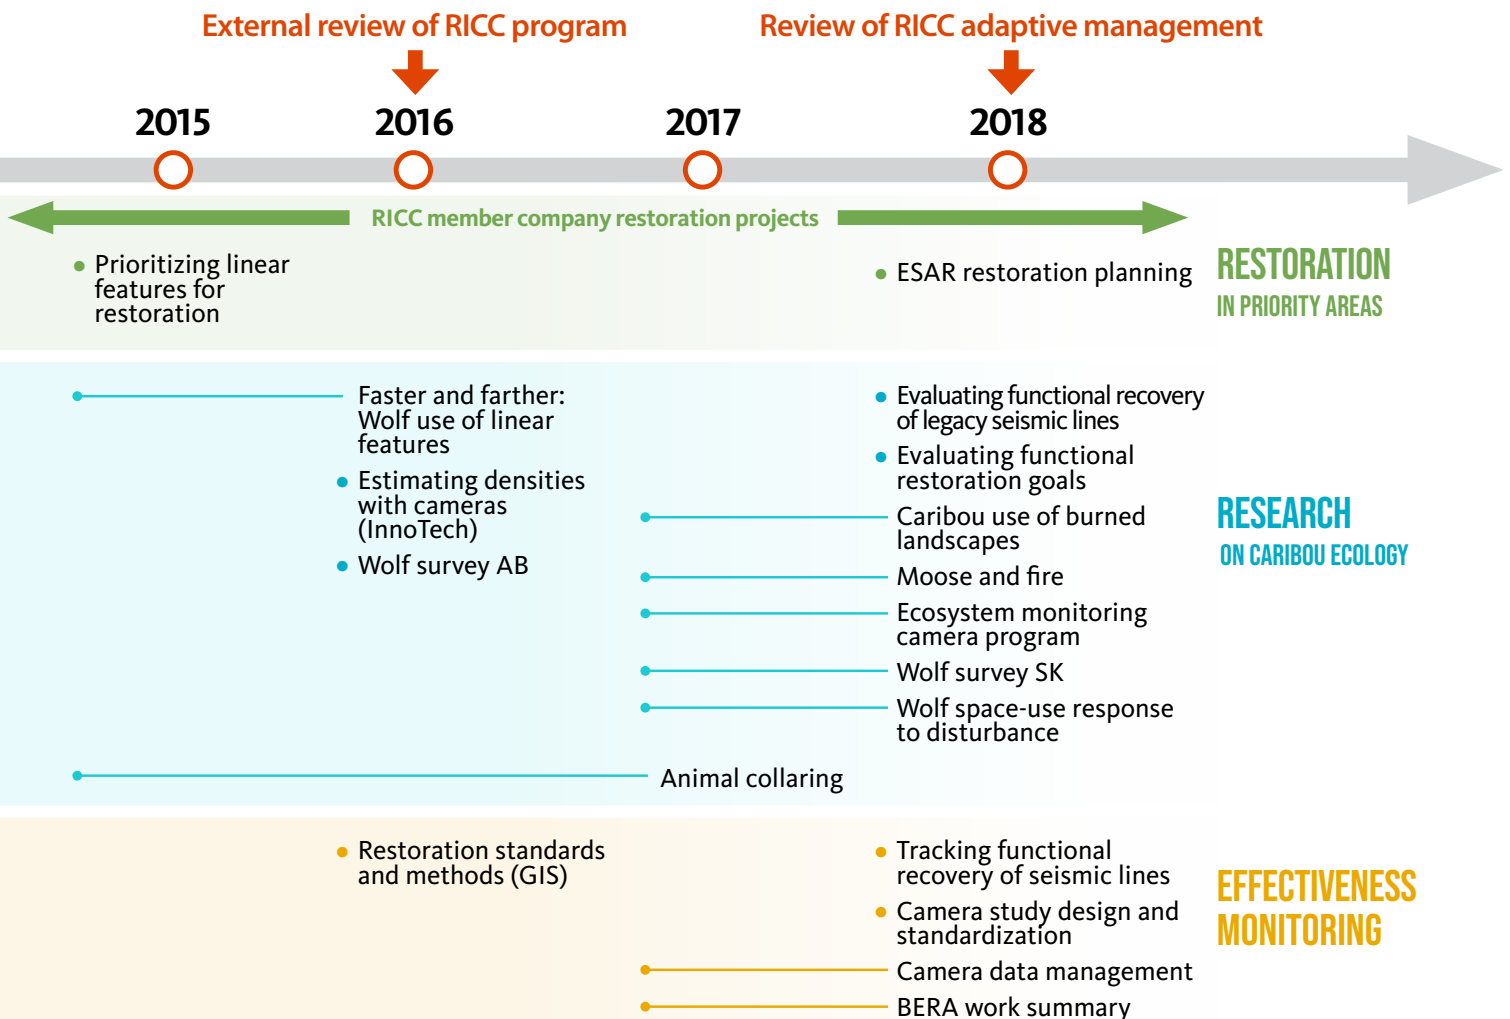 External review of RICC program
Review of RICC adaptive management
2015
2016
2017
2018
RICC member company restoration projects
Prioritizing linear
features for
restoration
ESAR restoration planning
RESTORATION
IN PRIORITY AREAS
Faster and farther:
Wolf use of linear
features
Estimating densities
with cameras
(InnoTech)
Wolf survey AB
Evaluating functional recovery
of legacy seismic lines
Evaluating functional
restoration goals
Caribou use of burned
landscapes
Moose and fire
Ecosystem monitoring
camera program
Wolf survey SK
Wolf space-use response
to disturbance
Animal collaring
RESEARCH
ON CARIBOU ECOLOGY
Restoration standards
and methods (GIS)
Tracking functional
recovery of seismic lines
Camera study design and
standardization
Camera data management
BERA work summary
EFFECTIVENESS
MONITORING